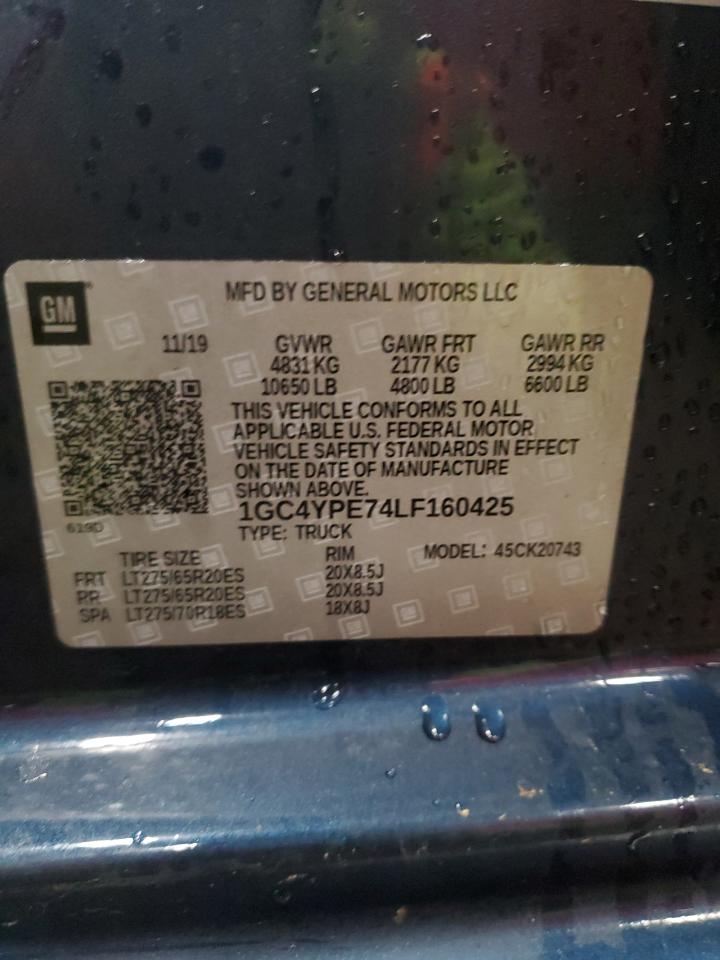 GM
MFD BY GENERAL MOTORS LLC
11/19 GVWR GAWR FRT GAWR RR
4831 KG 2177 KG 2994 KG
10650 LB 4800 LB 6600 LB
THIS VEHICLE CONFORMS TO ALL
APPLICABLE U.S. FEDERAL MOTOR
VEHICLE SAFETY STANDARDS IN EFFECT
ON THE DATE OF MANUFACTURE
SHOWN ABOVE.
1GC4YPE74LF160425
619D
TYPE: TRUCK
TIRE SIZE RIM MODEL: 45CK20743
FRT LT275/65R20ES 20X8.5J
RR LT275/65R20ES 20X8.5J
SPA LT275/70R18ES 18X8J